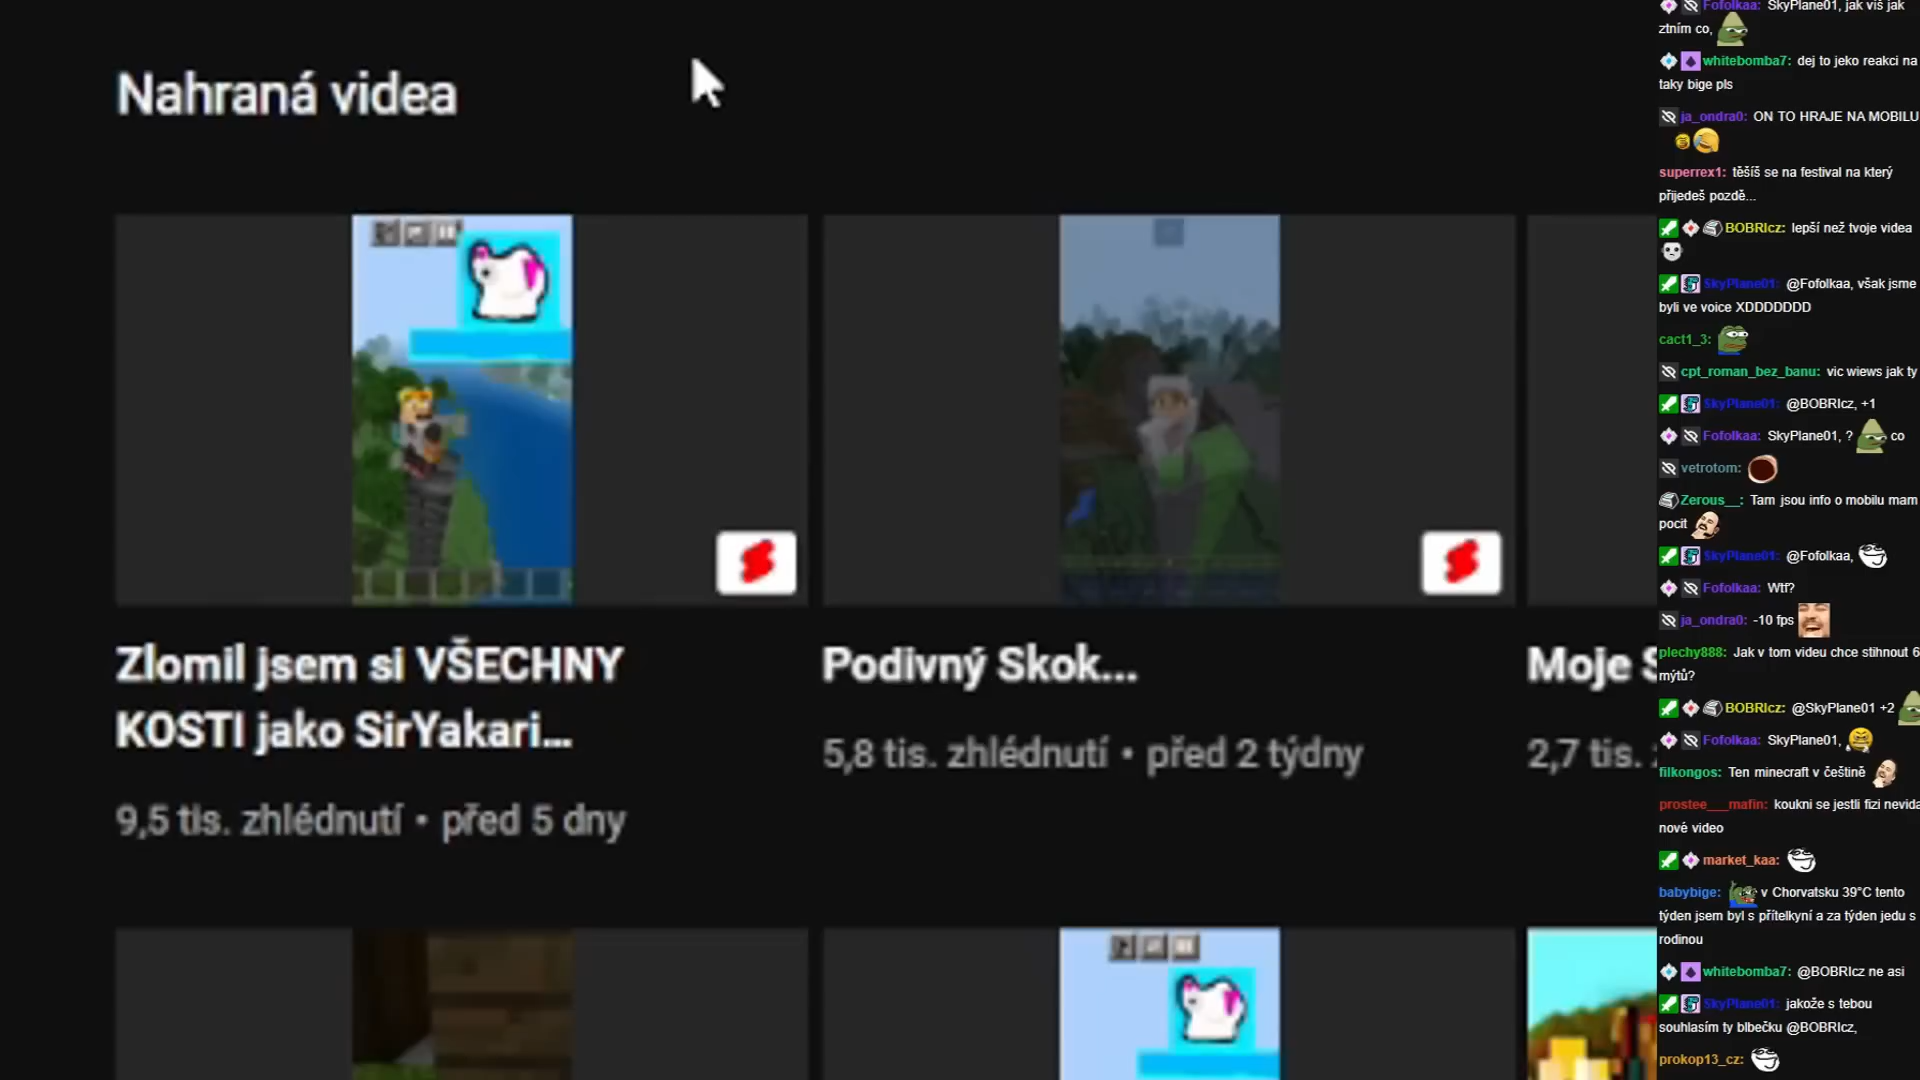 Nahraná videa
Zlomil jsem si VŠECHNY
KOSTI jako SirYakari...
9,5 tis. zhlédnutí • před 5 dny
Podivný Skok...
5,8 tis. zhlédnutí • před 2 týdny
Moje
2,7 tis.
Fofolkaa: SkyPlane01, jak víš jak
ztním co,
whitebomba7: dej to jeko reakci na
taky bige pls
ja_ondra0: ON TO HRAJE NA MOBILU
superrex1: těšíš se na festival na který
přijedeš pozdě...
BOBRIcz: lepší než tvoje videa
SkyPlane01: @Fofolkaa, však jsme
byli ve voice XDDDDDDD
cact1_3:
cpt_roman_bez_banu: vic wiews jak ty
SkyPlane01: @BOBRIcz, +1
Fofolkaa: SkyPlane01, ? co
vetrotom:
Zerous__: Tam jsou info o mobilu mam
pocit
SkyPlane01: @Fofolkaa,
Fofolkaa: Wtf?
ja_ondra0: -10 fps
plechy888: Jak v tom videu chce stihnout 6
mýtů?
BOBRIcz: @SkyPlane01 +2
Fofolkaa: SkyPlane01,
filkongos: Ten minecraft v češtině
prostee___mafin: koukni se jestli fizi nevida
nové video
market_kaa:
babybige: v Chorvatsku 39°C tento
týden jsem byl s přítelkyní a za týden jedu s
rodinou
whitebomba7: @BOBRIcz ne asi
SkyPlane01: jakože s tebou
souhlasím ty blbečku @BOBRIcz,
prokop13_cz: